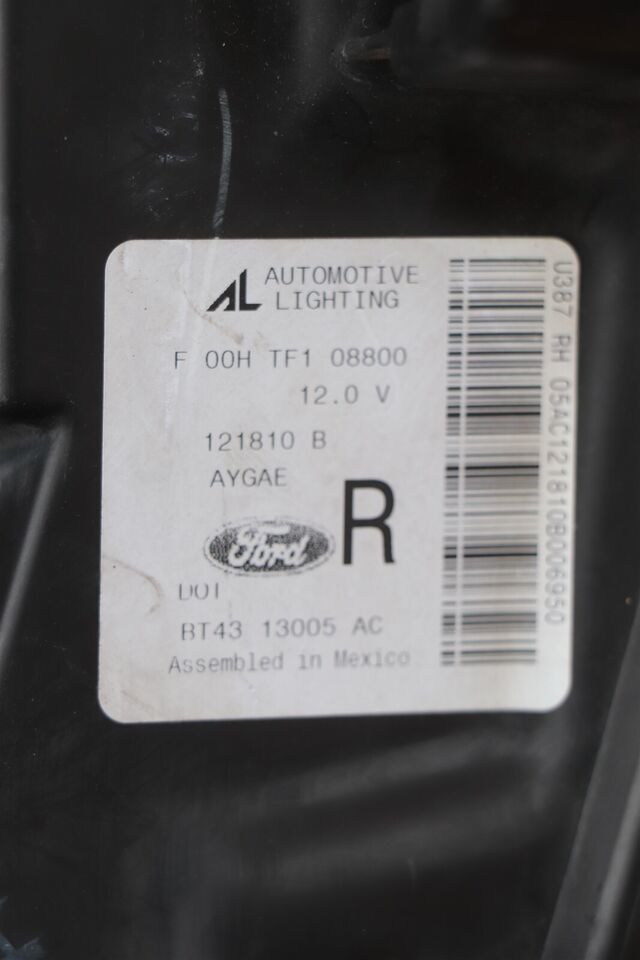 AL AUTOMOTIVE
LIGHTING
F 00H TF1 08800
12.0 V
121810 B
AYGAE
Ford R
DOT
BT43 13005 AC
Assembled in Mexico
U387 RH 05AC121810B006950